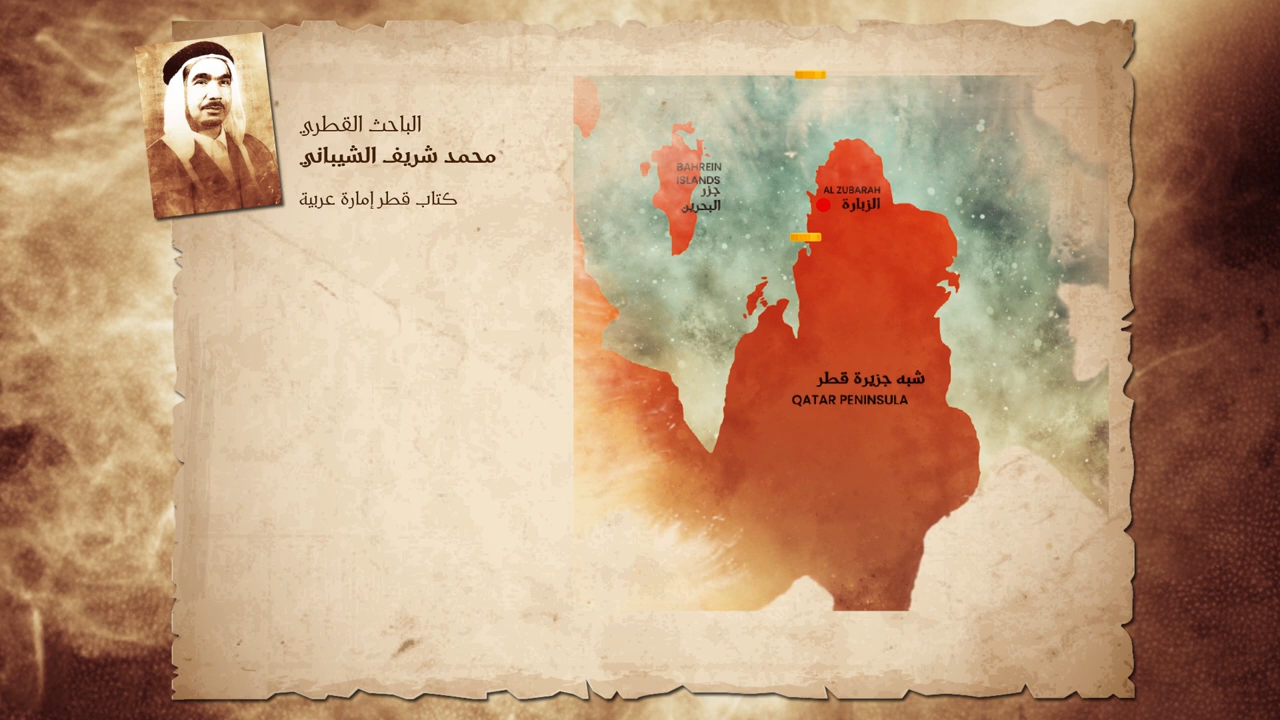 الباحث القطري
محمد شريف الشيباني
كتاب قطر إمارة عربية
BAHREIN
ISLANDS
جزر
البحرين
AL ZUBARAH
الزبارة
شبه جزيرة قطر
QATAR PENINSULA